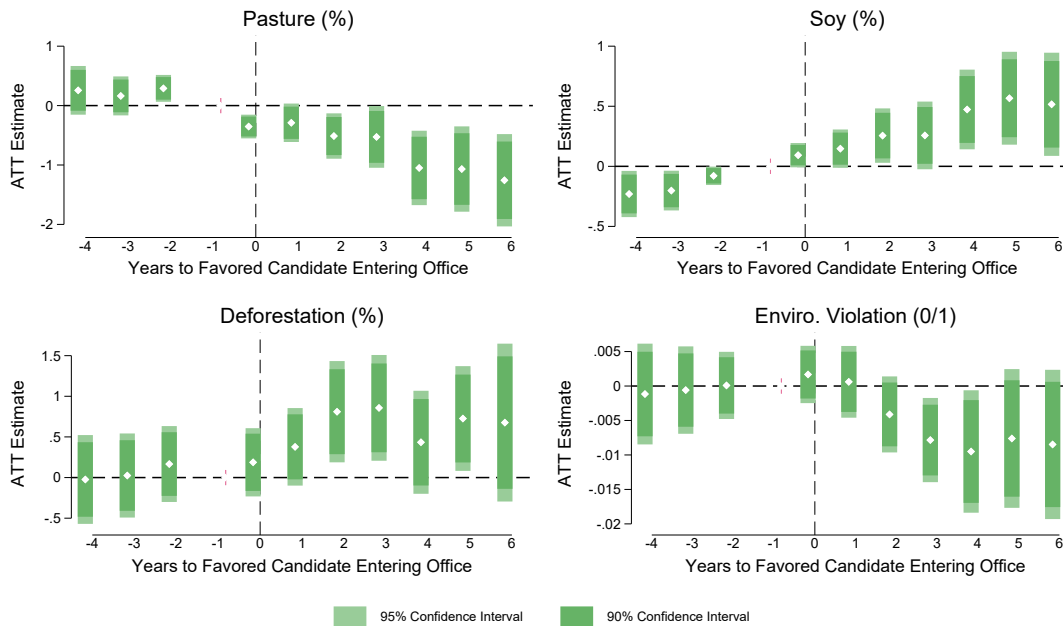 Pasture (%)
ATT Estimate
1
0
-1
-2
-4 -3 -2 -1 0 1 2 3 4 5 6
Years to Favored Candidate Entering Office
Soy (%)
ATT Estimate
1
.5
0
-.5
-4 -3 -2 -1 0 1 2 3 4 5 6
Years to Favored Candidate Entering Office
Deforestation (%)
ATT Estimate
1.5
1
.5
0
-.5
-4 -3 -2 -1 0 1 2 3 4 5 6
Years to Favored Candidate Entering Office
Enviro. Violation (0/1)
ATT Estimate
.005
0
-.005
-.01
-.015
-.02
-4 -3 -2 -1 0 1 2 3 4 5 6
Years to Favored Candidate Entering Office
95% Confidence Interval 90% Confidence Interval